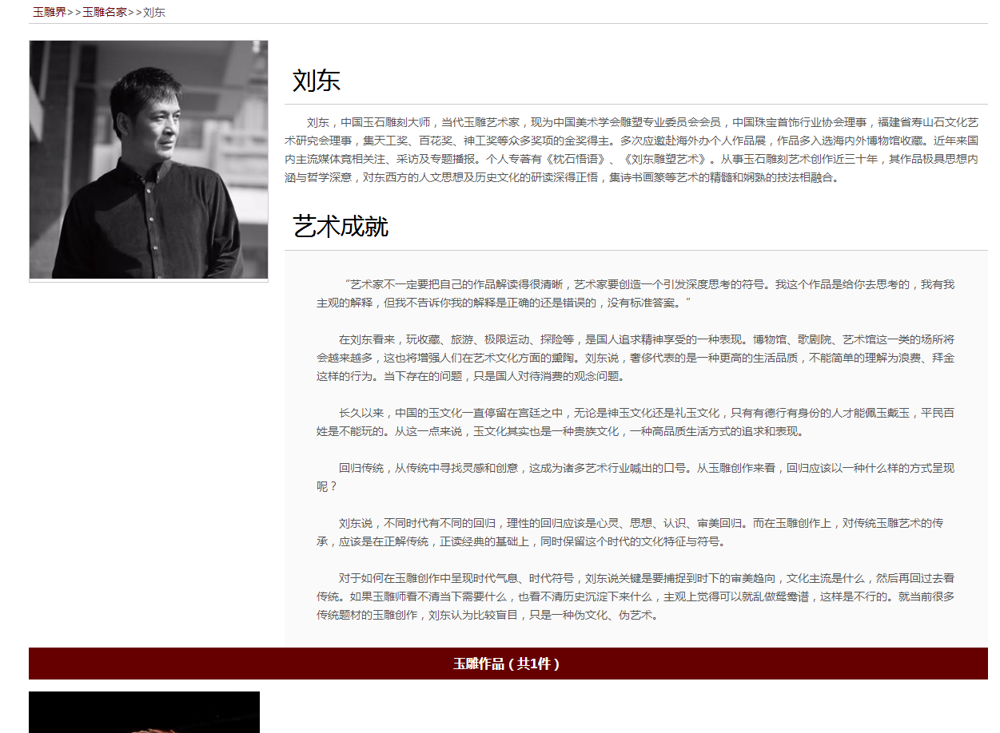 玉雕界>>玉雕名家>>刘东
刘东
刘东，中国玉石雕刻大师，当代玉雕艺术家，现为中国美术学会雕塑专业委员会会员，中国珠宝首饰行业协会理事，福建省寿山石文化艺
术研究会理事，集天工奖、百花奖、神工奖等众多奖项的金奖得主。多次应邀赴海外办个人作品展，作品多入选海内外博物馆收藏。近年来国
内主流媒体竟相关注、采访及专题播报。个人专著有《枕石悟语》、《刘东雕塑艺术》。从事玉石雕刻艺术创作近三十年，其作品极具思想内
涵与哲学深意，对东西方的人文思想及历史文化的研读深得正悟，集诗书画篆等艺术的精髓和娴熟的技法相融合。
艺术成就
“艺术家不一定要把自己的作品解读得很清晰，艺术家要创造一个引发深度思考的符号。我这个作品是给你去思考的，我有我
主观的解释，但我不告诉你我的解释是正确的还是错误的，没有标准答案。”
在刘东看来，玩收藏、旅游、极限运动、探险等，是国人追求精神享受的一种表现。博物馆、歌剧院、艺术馆这一类的场所将
会越来越多，这也将增强人们在艺术文化方面的熏陶。刘东说，奢侈代表的是一种更高的生活品质，不能简单的理解为浪费、拜金
这样的行为。当下存在的问题，只是国人对待消费的观念问题。
长久以来，中国的玉文化一直停留在宫廷之中，无论是神玉文化还是礼玉文化，只有有德行有身份的人才能佩玉戴玉，平民百
姓是不能玩的。从这一点来说，玉文化其实也是一种贵族文化，一种高品质生活方式的追求和表现。
回归传统，从传统中寻找灵感和创意，这成为诸多艺术行业喊出的口号。从玉雕创作来看，回归应该以一种什么样的方式呈现
呢？
刘东说，不同时代有不同的回归，理性的回归应该是心灵、思想、认识、审美回归。而在玉雕创作上，对传统玉雕艺术的传
承，应该是在正解传统，正读经典的基础上，同时保留这个时代的文化特征与符号。
对于如何在玉雕创作中呈现时代气息、时代符号，刘东说关键是要捕捉到时下的审美趋向，文化主流是什么，然后再回过去看
传统。如果玉雕师看不清当下需要什么，也看不清历史沉淀下来什么，主观上觉得可以就乱做鸳鸯谱，这样是不行的。就当前很多
传统题材的玉雕创作，刘东认为比较盲目，只是一种伪文化、伪艺术。
玉雕作品（共1件）